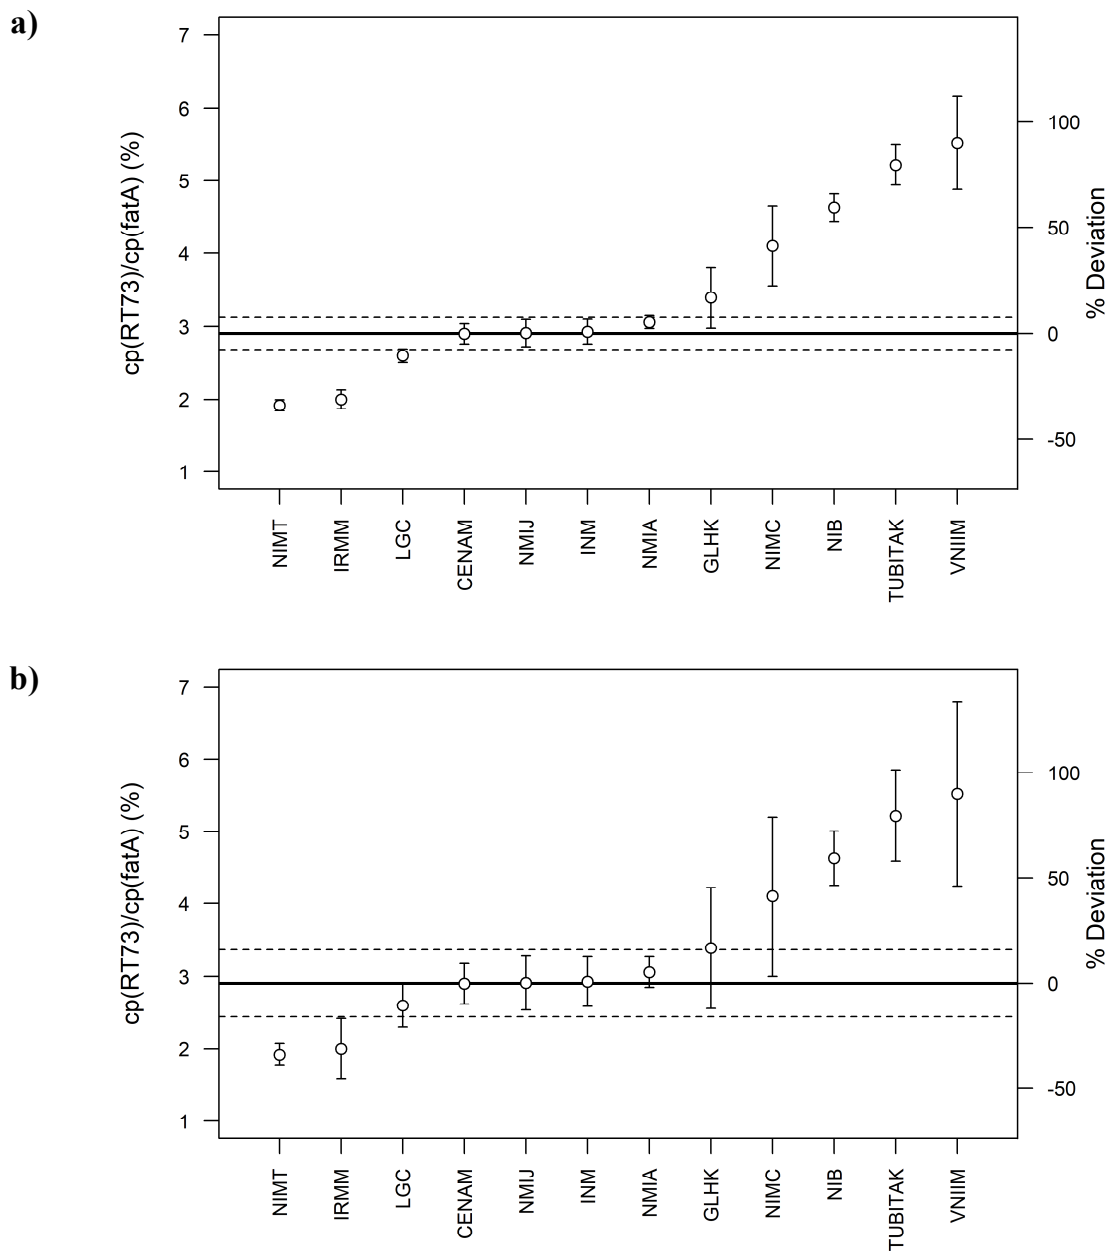 a)
cp(RT73)/cp(fatA) (%)
7
6
5
4
3
2
1
100
50
0
-50
% Deviation
NIMT
IRMM
LGC
CENAM
NMIJ
INM
NMIA
GLHK
NIMC
NIB
TUBITAK
VNIIM
b)
cp(RT73)/cp(fatA) (%)
7
6
5
4
3
2
1
100
50
0
-50
% Deviation
NIMT
IRMM
LGC
CENAM
NMIJ
INM
NMIA
GLHK
NIMC
NIB
TUBITAK
VNIIM